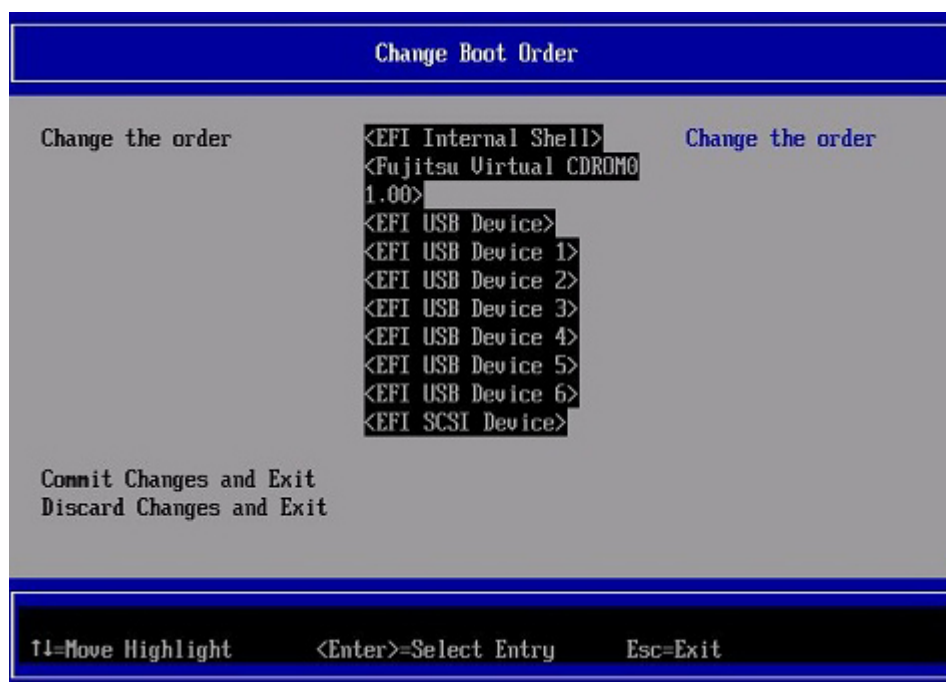 Change Boot Order
Change the order <EFI Internal Shell> Change the order
<Fujitsu Virtual CDROM0
1.00>
<EFI USB Device>
<EFI USB Device 1>
<EFI USB Device 2>
<EFI USB Device 3>
<EFI USB Device 4>
<EFI USB Device 5>
<EFI USB Device 6>
<EFI SCSI Device>
Commit Changes and Exit
Discard Changes and Exit
↑↓=Move Highlight <Enter>=Select Entry Esc=Exit